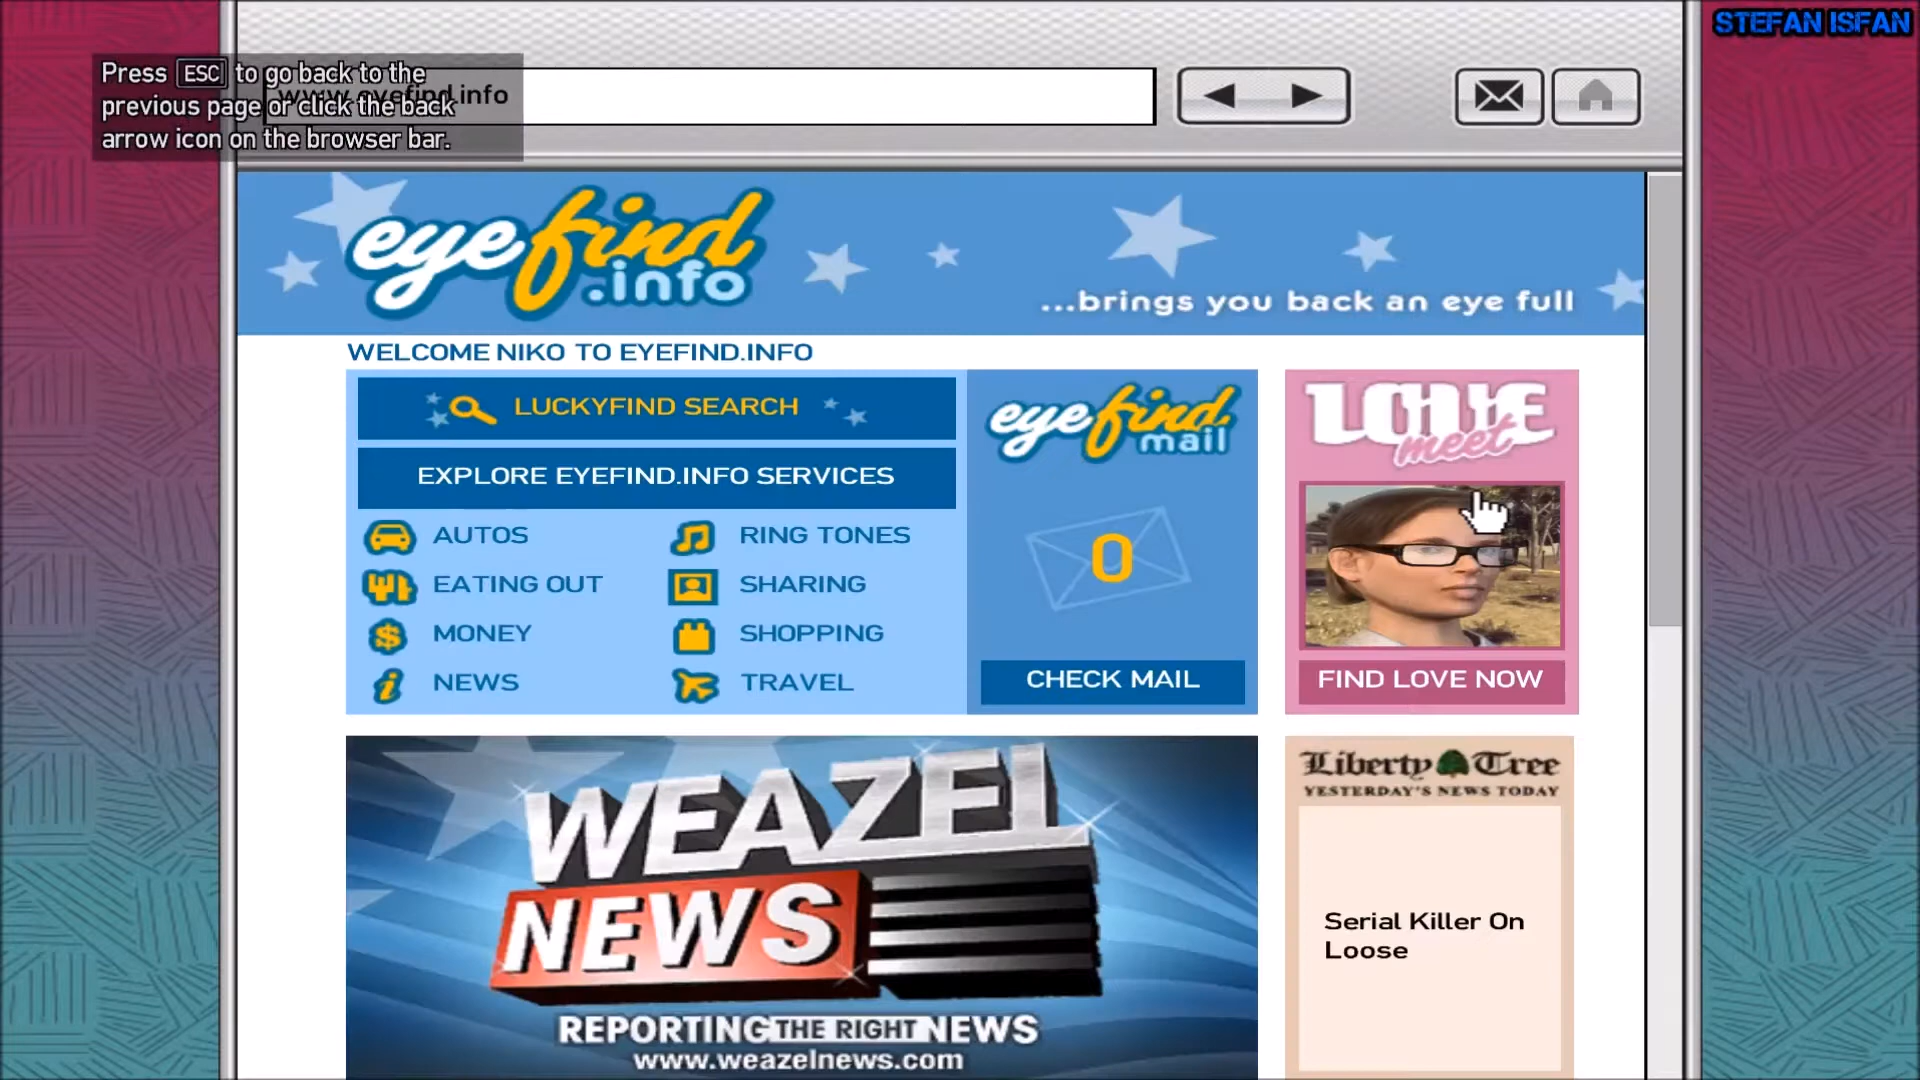 STEFAN ISFAN
Press ESC to go back to the
previous page or click the back
arrow icon on the browser bar.
www.eyefind.info
eyefind
.info
...brings you back an eye full
WELCOME NIKO TO EYEFIND.INFO
LUCKYFIND SEARCH
EXPLORE EYEFIND.INFO SERVICES
AUTOS
RING TONES
EATING OUT
SHARING
MONEY
SHOPPING
NEWS
TRAVEL
eyefind
mail
0
CHECK MAIL
LOVE
meet
FIND LOVE NOW
WEAZEL
NEWS
REPORTING THE RIGHT NEWS
www.weazelnews.com
Liberty Tree
YESTERDAY'S NEWS TODAY
Serial Killer On
Loose